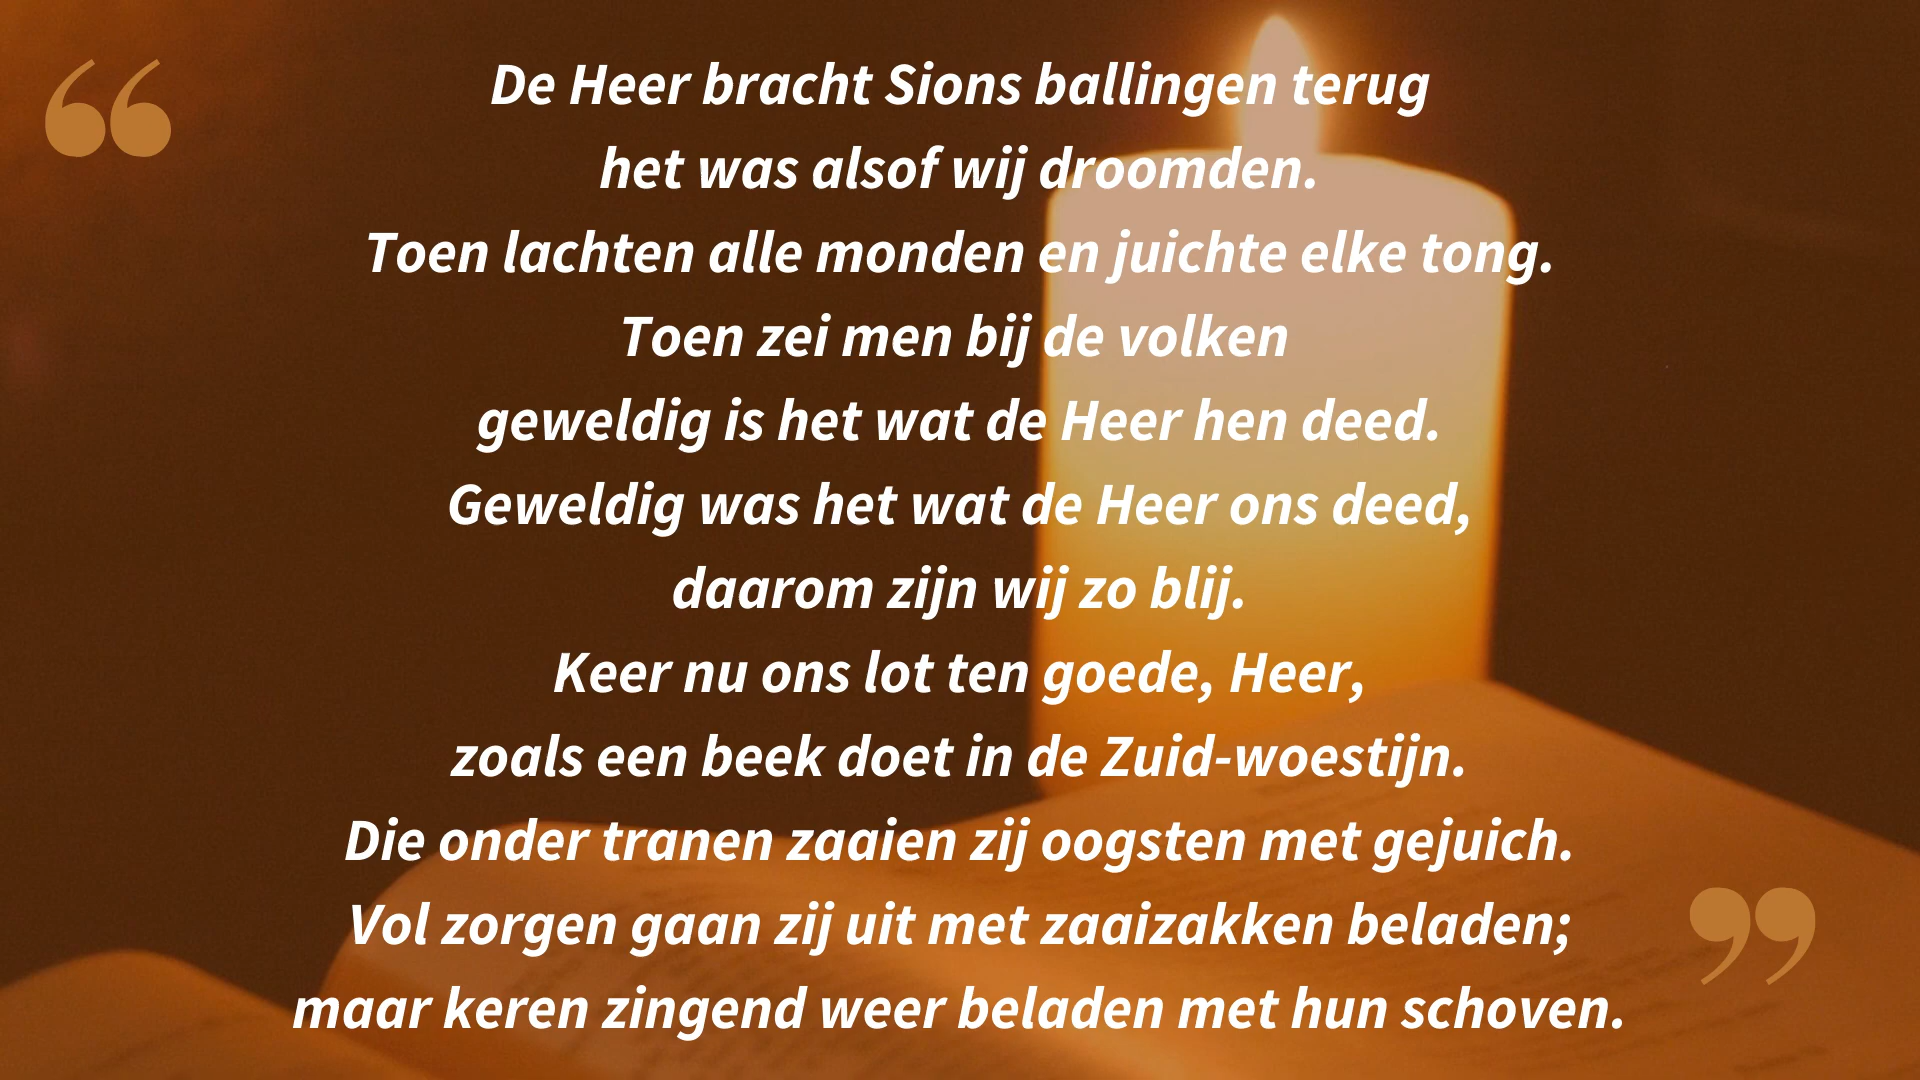 De Heer bracht Sions ballingen terug
het was alsof wij droomden.
Toen lachten alle monden en juichte elke tong.
Toen zei men bij de volken
geweldig is het wat de Heer hen deed.
Geweldig was het wat de Heer ons deed,
daarom zijn wij zo blij.
Keer nu ons lot ten goede, Heer,
zoals een beek doet in de Zuid-woestijn.
Die onder tranen zaaien zij oogsten met gejuich.
Vol zorgen gaan zij uit met zaaizakken beladen;
maar keren zingend weer beladen met hun schoven.